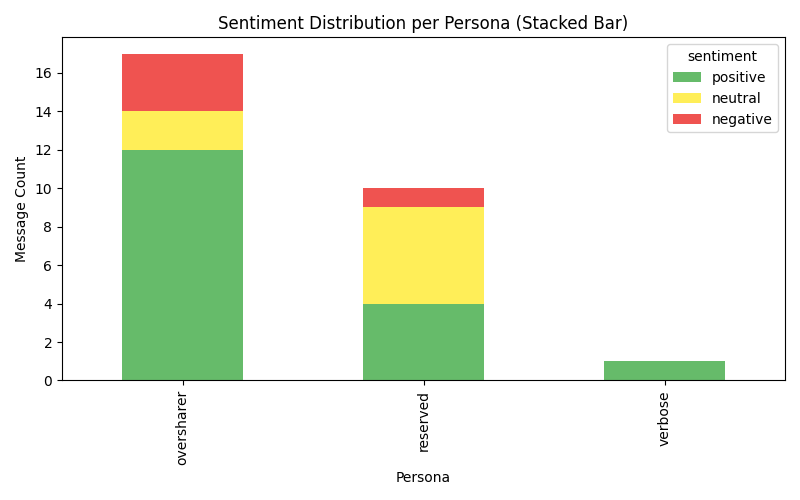 Sentiment Distribution per Persona (Stacked Bar)
sentiment
positive
neutral
negative
Message Count
16
14
12
10
8
6
4
2
0
oversharer
reserved
verbose
Persona